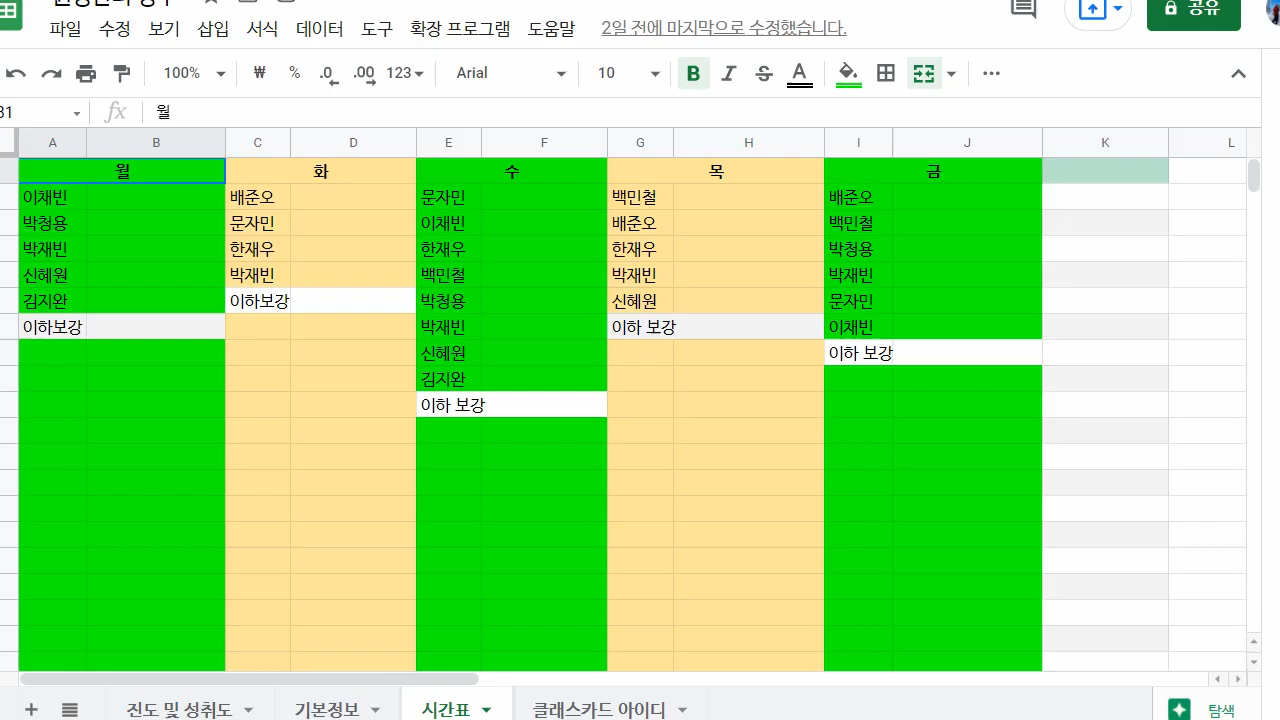 파일 수정 보기 삽입 서식 데이터 도구 확장 프로그램 도움말 2일 전에 마지막으로 수정했습니다. 공유
100% ₩ % .0 .00 123 Arial 10 B I S A
31 fx 월
A B C D E F G H I J K L
월 화 수 목 금
이채빈 배준오 문자민 백민철 배준오
박청용 문자민 이채빈 배준오 백민철
박재빈 한재우 한재우 한재우 박청용
신혜원 박재빈 백민철 박재빈 박재빈
김지완 이하보강 박청용 신혜원 문자민
이하보강 박재빈 이하 보강 이채빈
신혜원 이하 보강
김지완
이하 보강
진도 및 성취도 기본정보 시간표 클래스카드 아이디 탐색